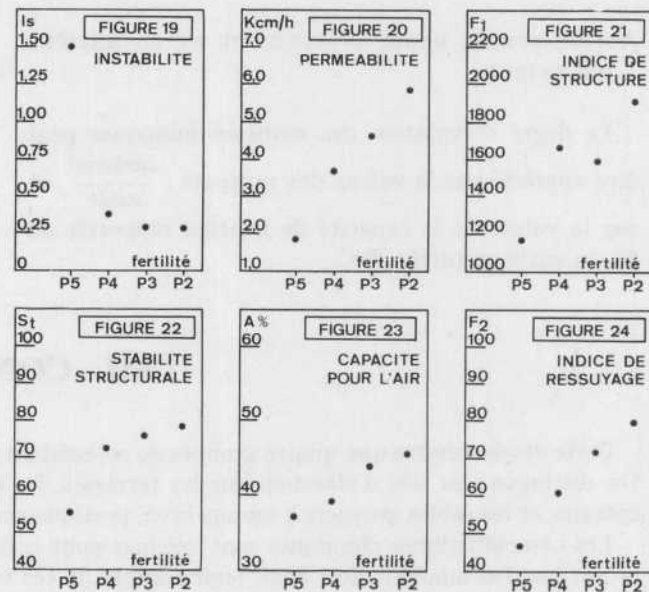 Is
FIGURE 19
INSTABILITE
1,50
1,25
1,00
0,75
0,50
0,25
0
fertilité
P5 P4 P3 P2
Kcm/h
FIGURE 20
PERMEABILITE
7,0
6,0
5,0
4,0
3,0
2,0
1,0
fertilité
P5 P4 P3 P2
F1
FIGURE 21
INDICE DE
STRUCTURE
2200
2000
1800
1600
1400
1200
1000
fertilité
P5 P4 P3 P2
St
FIGURE 22
STABILITE
STRUCTURALE
100
90
80
70
60
50
40
fertilité
P5 P4 P3 P2
A%
FIGURE 23
CAPACITE
POUR L'AIR
60
50
40
30
fertilité
P5 P4 P3 P2
F2
FIGURE 24
INDICE DE
RESSUYAGE
100
90
80
70
60
50
40
fertilité
P5 P4 P3 P2